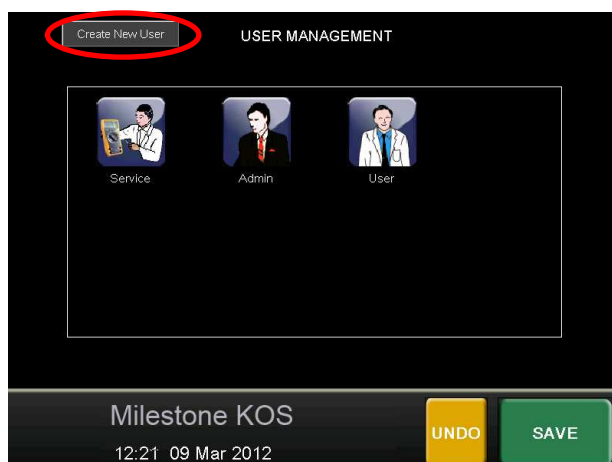 Create New User
USER MANAGEMENT
Service
Admin
User
Milestone KOS
12:21 09 Mar 2012
UNDO
SAVE